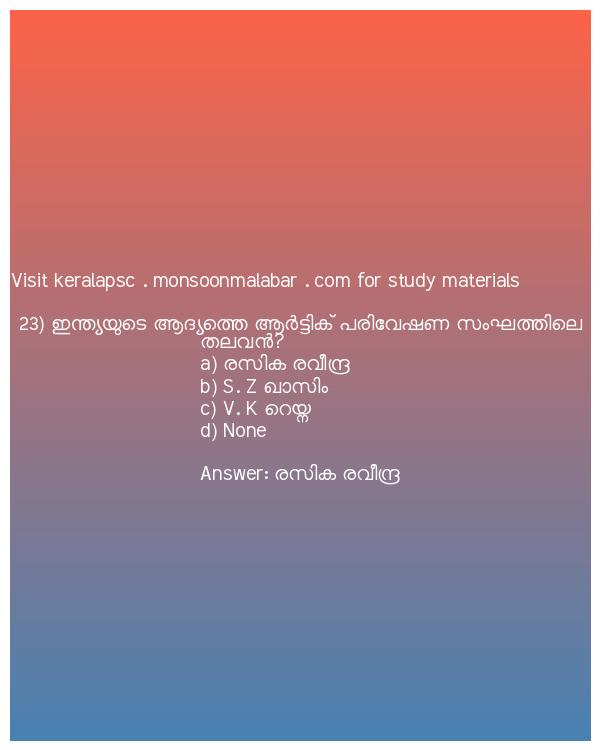 Visit keralapsc . monsoonmalabar . com for study materials
23) ഇന്ത്യയുടെ ആദ്യത്തെ ആർട്ടിക് പരിവേഷണ സംഘത്തിലെ
തലവൻ?
a) രസിക രവീന്ദ്ര
b) S. Z ഖാസിം
c) V. K റെയ്ന
d) None
Answer: രസിക രവീന്ദ്ര